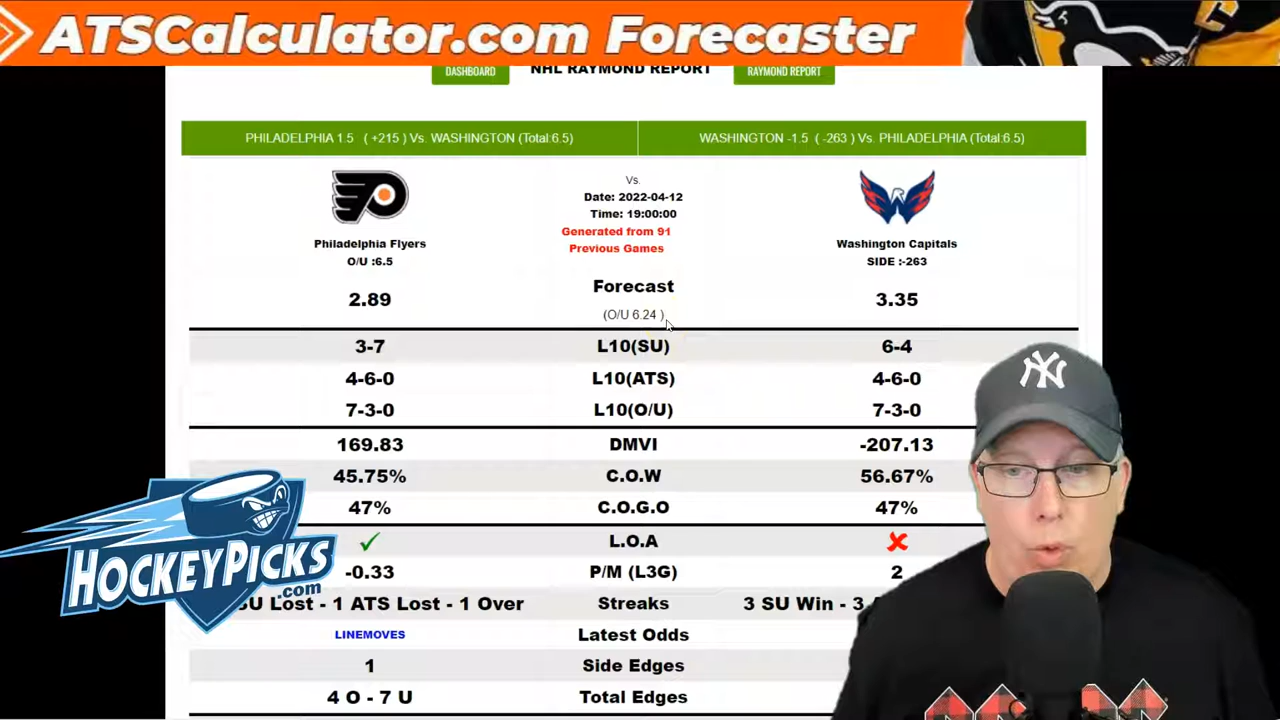 ATSCalculator.com Forecaster
DASHBOARD NHL RAYMOND REPORT RAYMOND REPORT
PHILADELPHIA 1.5 ( +215 ) Vs. WASHINGTON (Total:6.5) WASHINGTON -1.5 ( -263 ) Vs. PHILADELPHIA (Total:6.5)
Vs.
Date: 2022-04-12
Time: 19:00:00
Generated from 91
Previous Games
Philadelphia Flyers Washington Capitals
O/U :6.5 SIDE :-263
2.89 Forecast 3.35
(O/U 6.24 )
3-7 L10(SU) 6-4
4-6-0 L10(ATS) 4-6-0
7-3-0 L10(O/U) 7-3-0
169.83 DMVI -207.13
45.75% C.O.W 56.67%
47% C.O.G.O 47%
L.O.A
-0.33 P/M (L3G) 2
SU Lost - 1 ATS Lost - 1 Over Streaks 3 SU Win - 3
LINEMOVES Latest Odds
1 Side Edges
4 O - 7 U Total Edges
HOCKEYPICKS
.com
NY